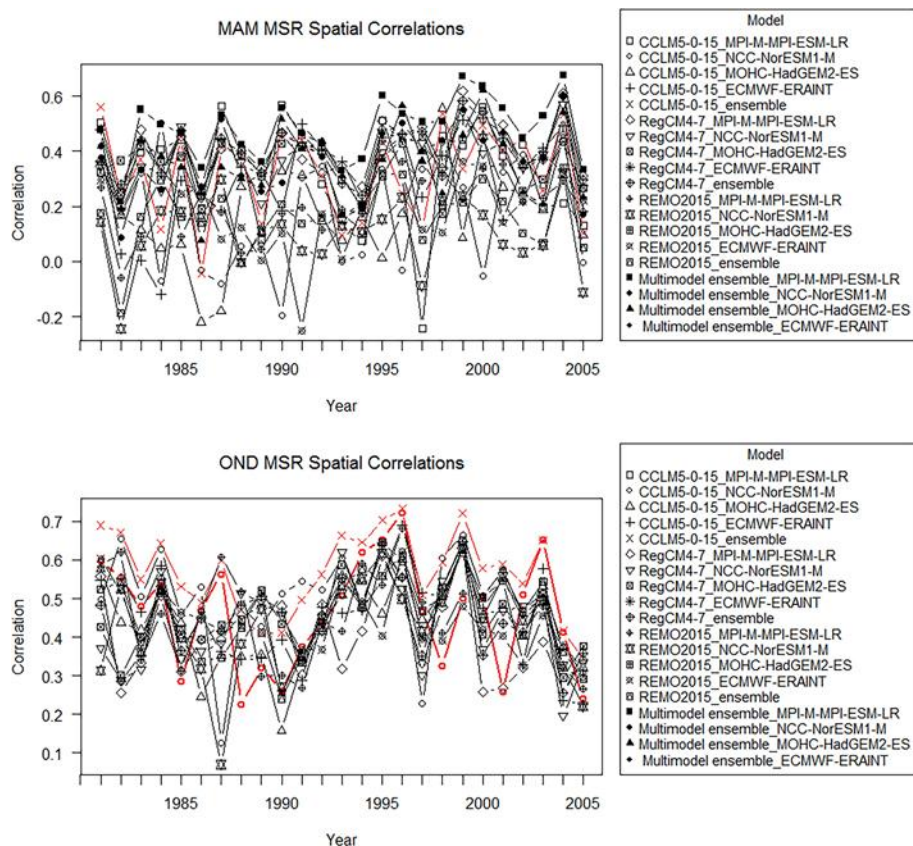 MAM MSR Spatial Correlations
Correlation
0.6
0.4
0.2
0.0
-0.2
1985
1990
1995
2000
2005
Year
Model
CCLM5-0-15_MPI-M-MPI-ESM-LR
CCLM5-0-15_NCC-NorESM1-M
CCLM5-0-15_MOHC-HadGEM2-ES
CCLM5-0-15_ECMWF-ERAINT
CCLM5-0-15_ensemble
RegCM4-7_MPI-M-MPI-ESM-LR
RegCM4-7_NCC-NorESM1-M
RegCM4-7_MOHC-HadGEM2-ES
RegCM4-7_ECMWF-ERAINT
RegCM4-7_ensemble
REMO2015_MPI-M-MPI-ESM-LR
REMO2015_NCC-NorESM1-M
REMO2015_MOHC-HadGEM2-ES
REMO2015_ECMWF-ERAINT
REMO2015_ensemble
Multimodel ensemble_MPI-M-MPI-ESM-LR
Multimodel ensemble_NCC-NorESM1-M
Multimodel ensemble_MOHC-HadGEM2-ES
Multimodel ensemble_ECMWF-ERAINT
OND MSR Spatial Correlations
Correlation
0.7
0.6
0.5
0.4
0.3
0.2
0.1
1985
1990
1995
2000
2005
Year
Model
CCLM5-0-15_MPI-M-MPI-ESM-LR
CCLM5-0-15_NCC-NorESM1-M
CCLM5-0-15_MOHC-HadGEM2-ES
CCLM5-0-15_ECMWF-ERAINT
CCLM5-0-15_ensemble
RegCM4-7_MPI-M-MPI-ESM-LR
RegCM4-7_NCC-NorESM1-M
RegCM4-7_MOHC-HadGEM2-ES
RegCM4-7_ECMWF-ERAINT
RegCM4-7_ensemble
REMO2015_MPI-M-MPI-ESM-LR
REMO2015_NCC-NorESM1-M
REMO2015_MOHC-HadGEM2-ES
REMO2015_ECMWF-ERAINT
REMO2015_ensemble
Multimodel ensemble_MPI-M-MPI-ESM-LR
Multimodel ensemble_NCC-NorESM1-M
Multimodel ensemble_MOHC-HadGEM2-ES
Multimodel ensemble_ECMWF-ERAINT